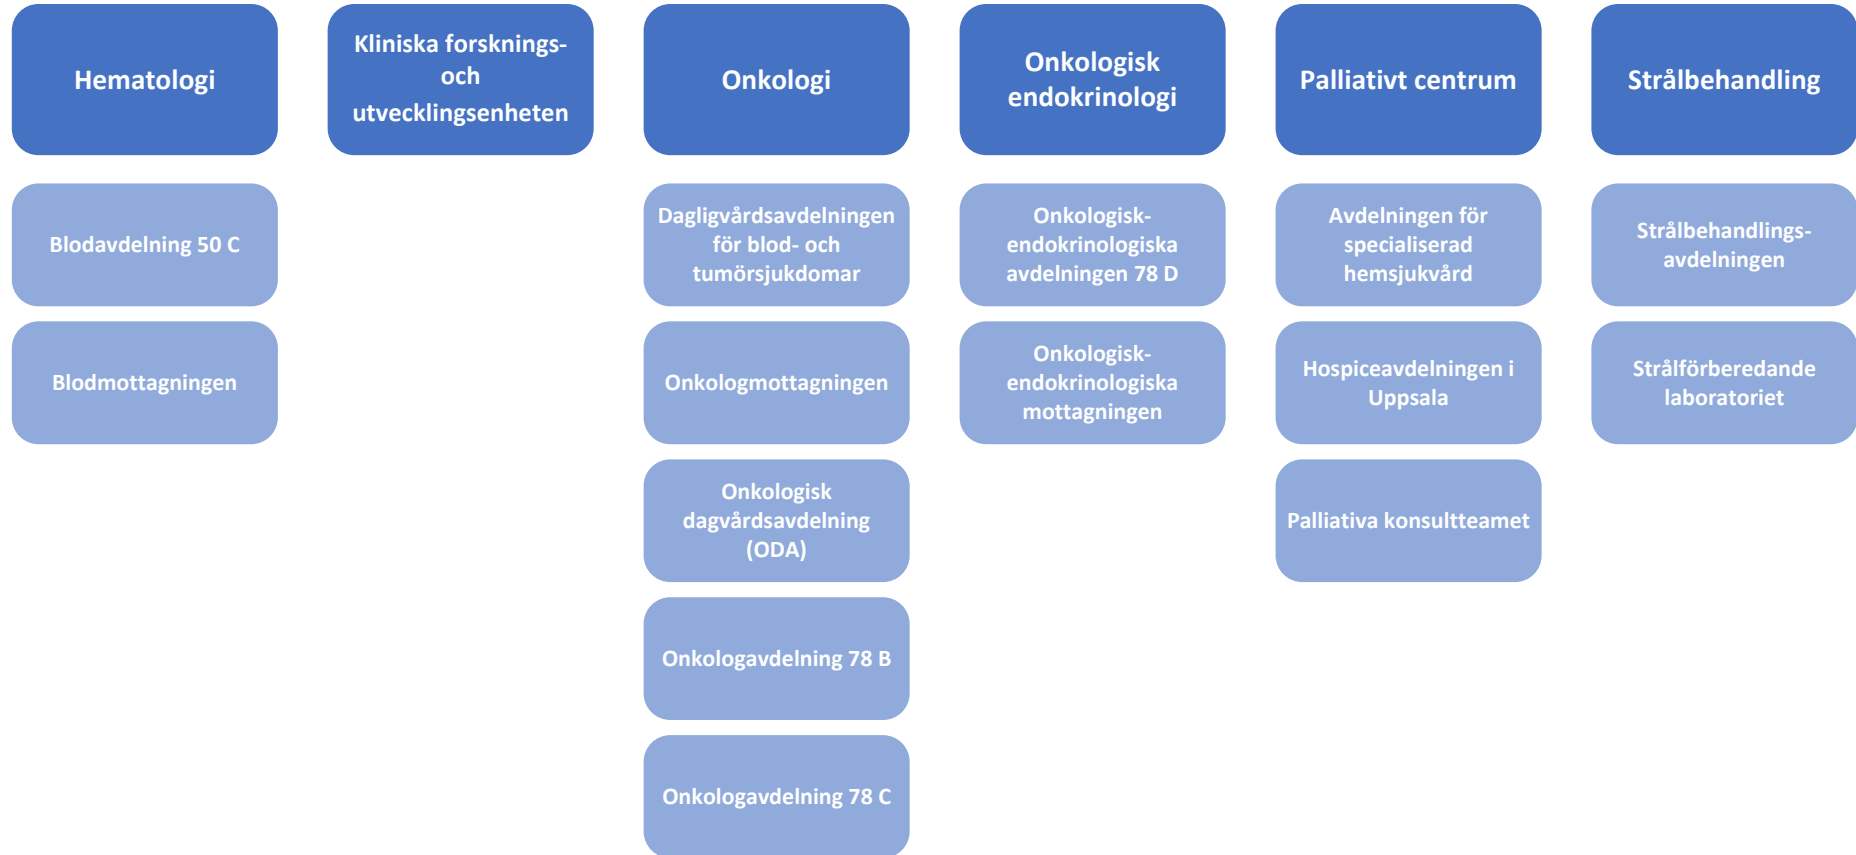 Hematologi
Kliniska forsknings-
och
utvecklingsenheten
Onkologi
Onkologisk
endokrinologi
Palliativt centrum
Strålbehandling
Blodavdelning 50 C
Blodmottagningen
Dagligvårdsavdelningen
för blod- och
tumörsjukdomar
Onkologmottagningen
Onkologisk
dagvårdsavdelning
(ODA)
Onkologavdelning 78 B
Onkologavdelning 78 C
Onkologisk-
endokrinologiska
avdelningen 78 D
Onkologisk-
endokrinologiska
mottagningen
Avdelningen för
specialiserad
hemsjukvård
Hospiceavdelningen i
Uppsala
Palliativa konsultteamet
Strålbehandlings-
avdelningen
Strålförberedande
laboratoriet